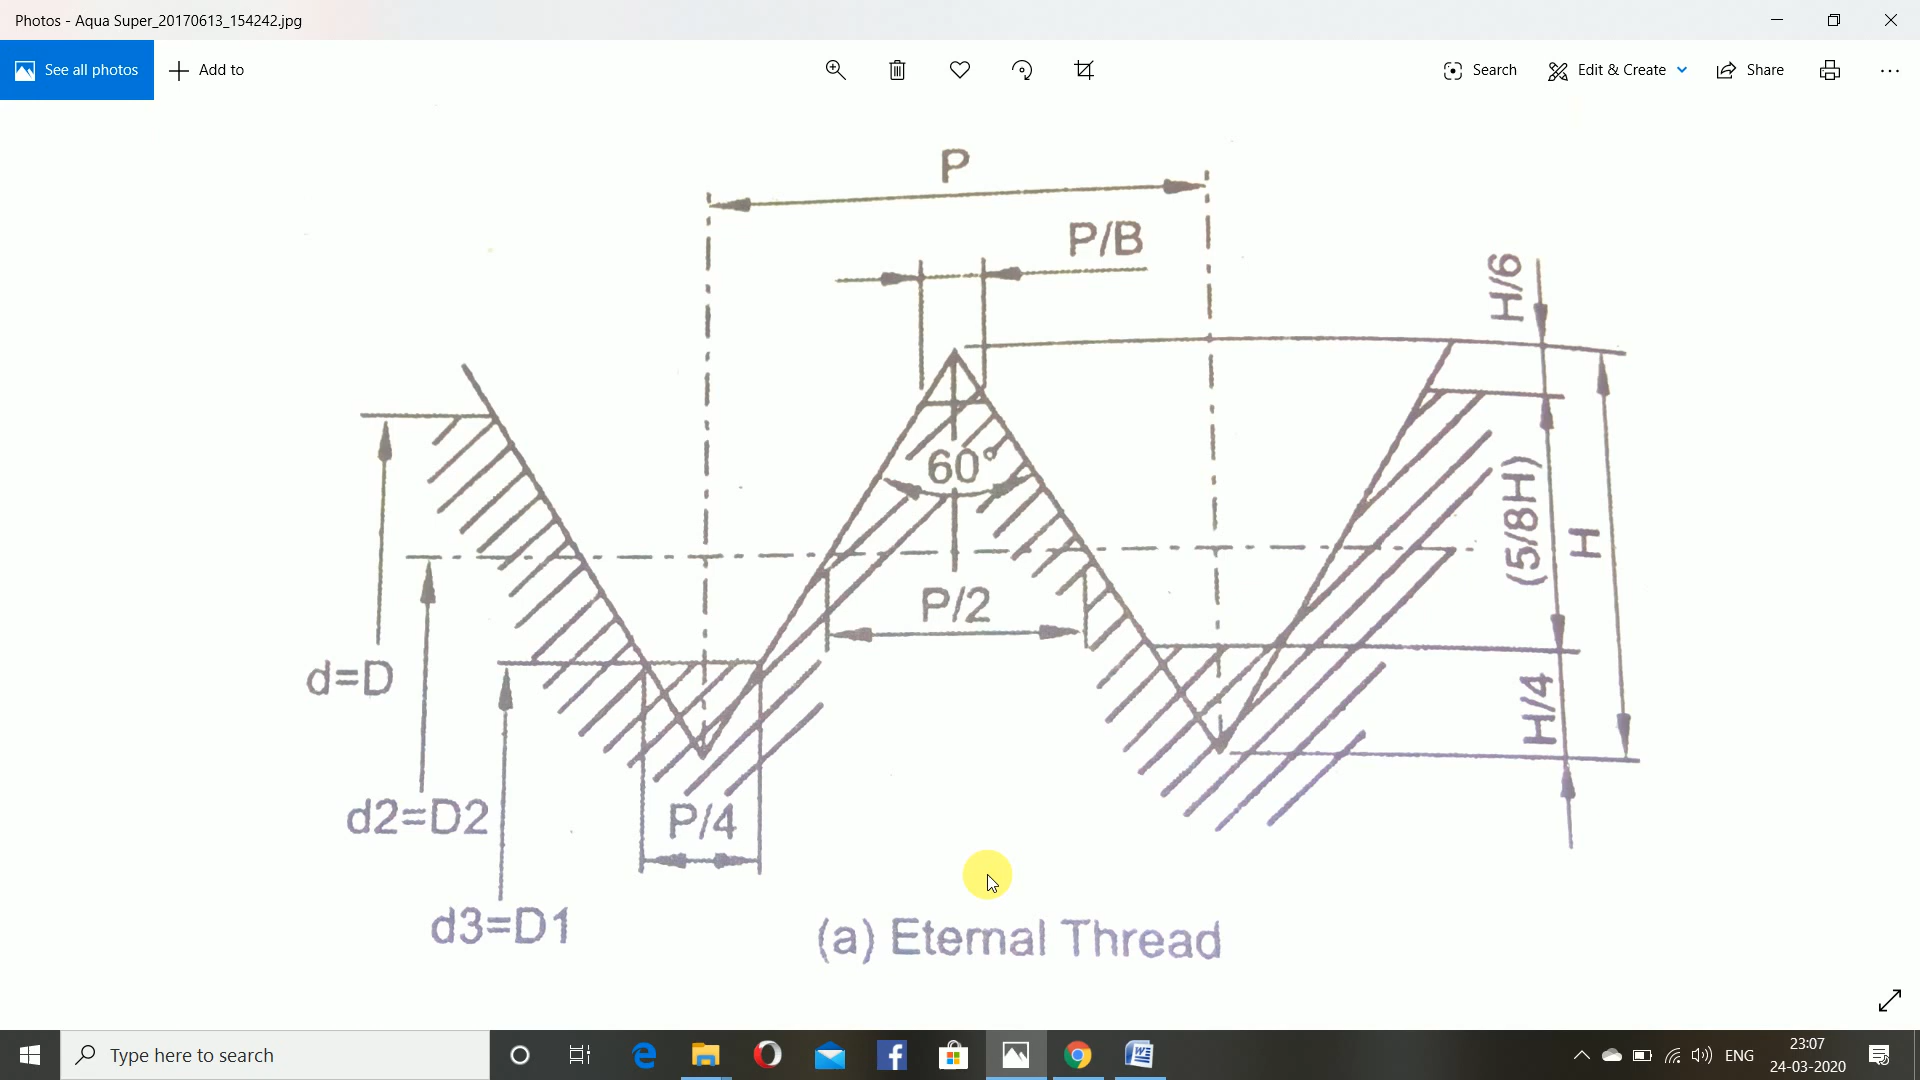 Photos - Aqua Super_20170613_154242.jpg
See all photos
Add to
Search
Edit & Create
Share
P
P/B
H/6
60°
(5/8H)
H
P/2
d=D
H/4
d2=D2
P/4
d3=D1
(a) Eternal Thread
Type here to search
ENG
23:07
24-03-2020